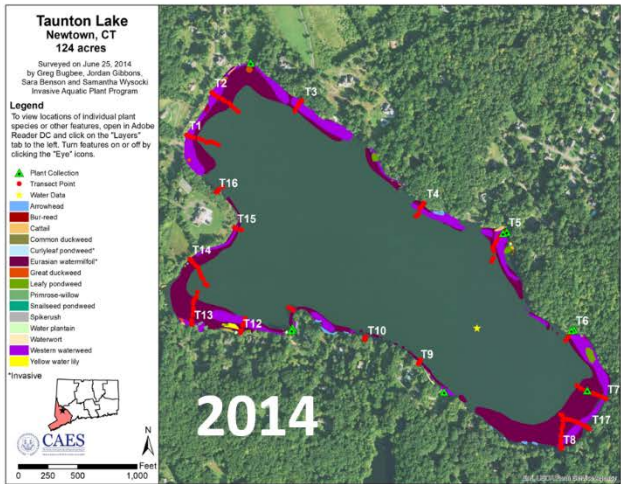 Taunton Lake
Newtown, CT
124 acres
Surveyed on June 25, 2014
by Greg Bugbee, Jordan Gibbons,
Sara Benson and Samantha Wysocki
Invasive Aquatic Plant Program
Legend
To view locations of individual plant
species or other features, open in Adobe
Reader DC and click on the "Layers"
tab to the left. Turn features on or off by
clicking the "Eye" icons.
Plant Collection
Transect Point
Water Data
Arrowhead
Bur-reed
Cattail
Common duckweed
Curlyleaf pondweed*
Eurasian watermilfoil*
Great duckweed
Leafy pondweed
Primrose-willow
Snailseed pondweed
Spikerush
Water plantain
Waterwort
Western waterweed
Yellow water lily
*Invasive
CAES
N
Feet
0 250 500 1,000
T2
T3
T1
T16
T4
T15
T5
T14
T13
T12
T10
T6
T9
T7
T17
T8
2014